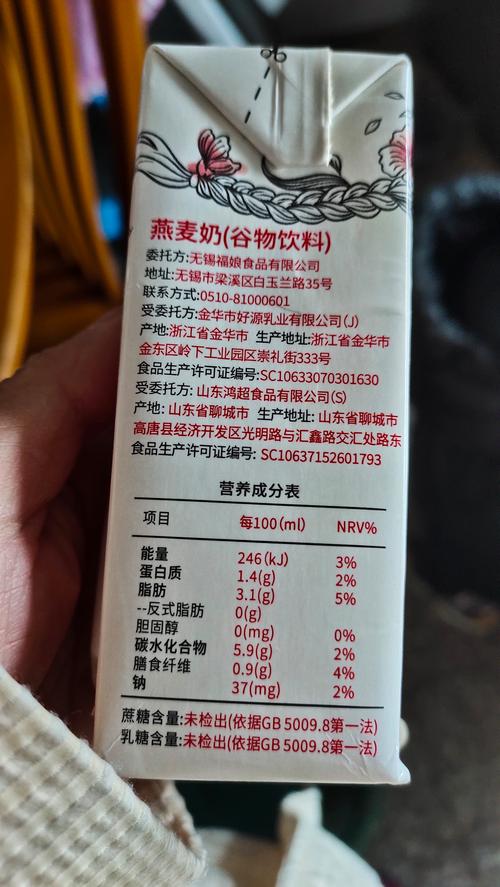 燕麦奶(谷物饮料)
委托方:无锡福娘食品有限公司
地址:无锡市梁溪区白玉兰路35号
联系方式:0510-81000601
受委托方:金华市好源乳业有限公司(J)
产地:浙江省金华市 生产地址:浙江省金华市
金东区岭下工业园区崇礼街333号
食品生产许可证编号:SC10633070301630
受委托方: 山东鸿超食品有限公司(S)
产地: 山东省聊城市 生产地址: 山东省聊城市
高唐县经济开发区光明路与汇鑫路交汇处路东
食品生产许可证编号: SC10637152601793
营养成分表
项目 每100(ml) NRV%
能量 246(kJ) 3%
蛋白质 1.4(g) 2%
脂肪 3.1(g) 5%
--反式脂肪 0(g)
胆固醇 0(mg) 0%
碳水化合物 5.9(g) 2%
膳食纤维 0.9(g) 4%
钠 37(mg) 2%
蔗糖含量:未检出(依据GB 5009.8第一法)
乳糖含量:未检出(依据GB 5009.8第一法)